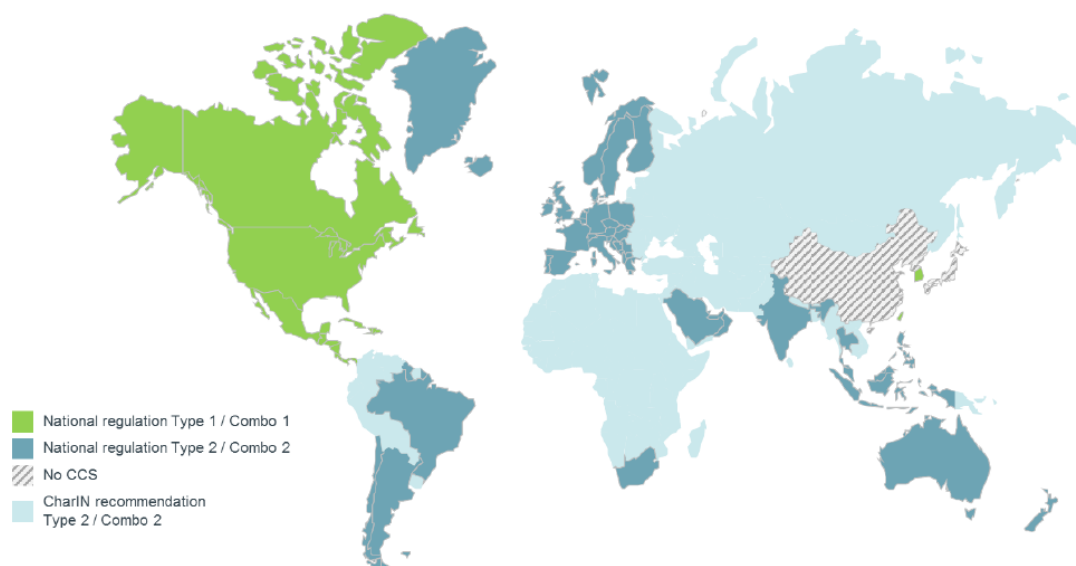 National regulation Type 1 / Combo 1
National regulation Type 2 / Combo 2
No CCS
CharIN recommendation
Type 2 / Combo 2